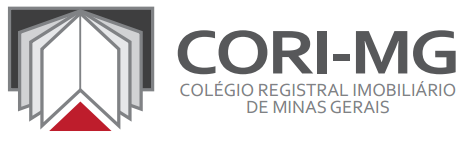 CORI-MG
COLÉGIO REGISTRAL IMOBILIÁRIO
DE MINAS GERAIS